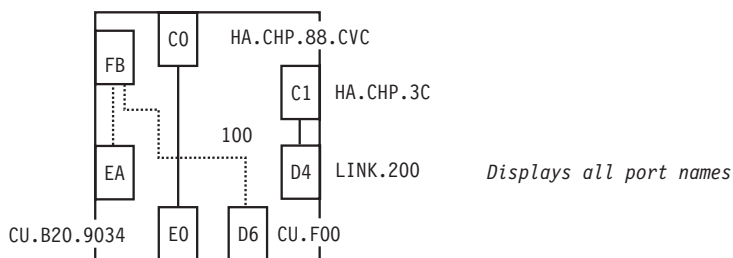 C0 HA.CHP.88.CVC
FB
C1 HA.CHP.3C
100
EA D4 LINK.200 Displays all port names
CU.B20.9034 E0 D6 CU.F00